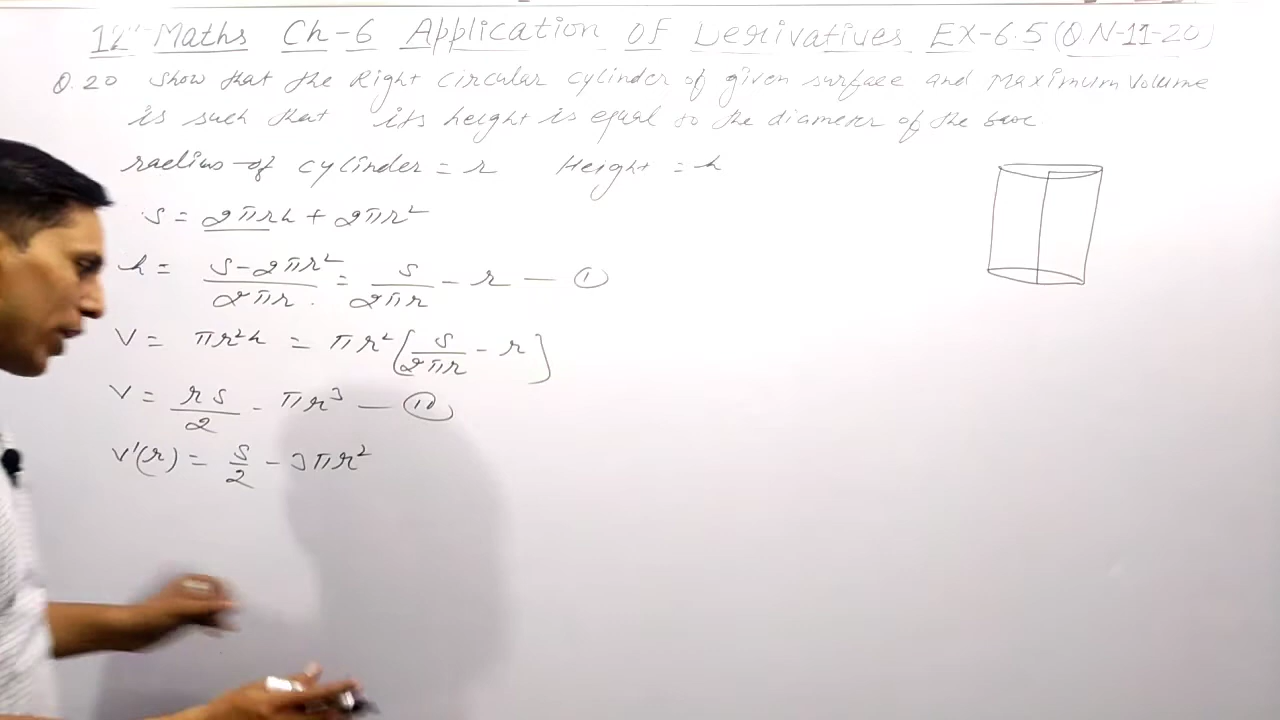 12th Maths Ch-6 Application OF Derivatives EX-6.5 (Q.N-11-20)
Q.20 Show that the Right circular cylinder of given surface and Maximum Volume
is such that its height is equal to the diameter of the base
radius of cylinder = r Height = h
S = 2πrh + 2πr²
h = (S-2πr²)/(2πr) = S/(2πr) - r — ①
V = πr²h = πr² [S/(2πr) - r]
V = rS/2 - πr³ — ⑪
V'(r) = S/2 - 3πr²